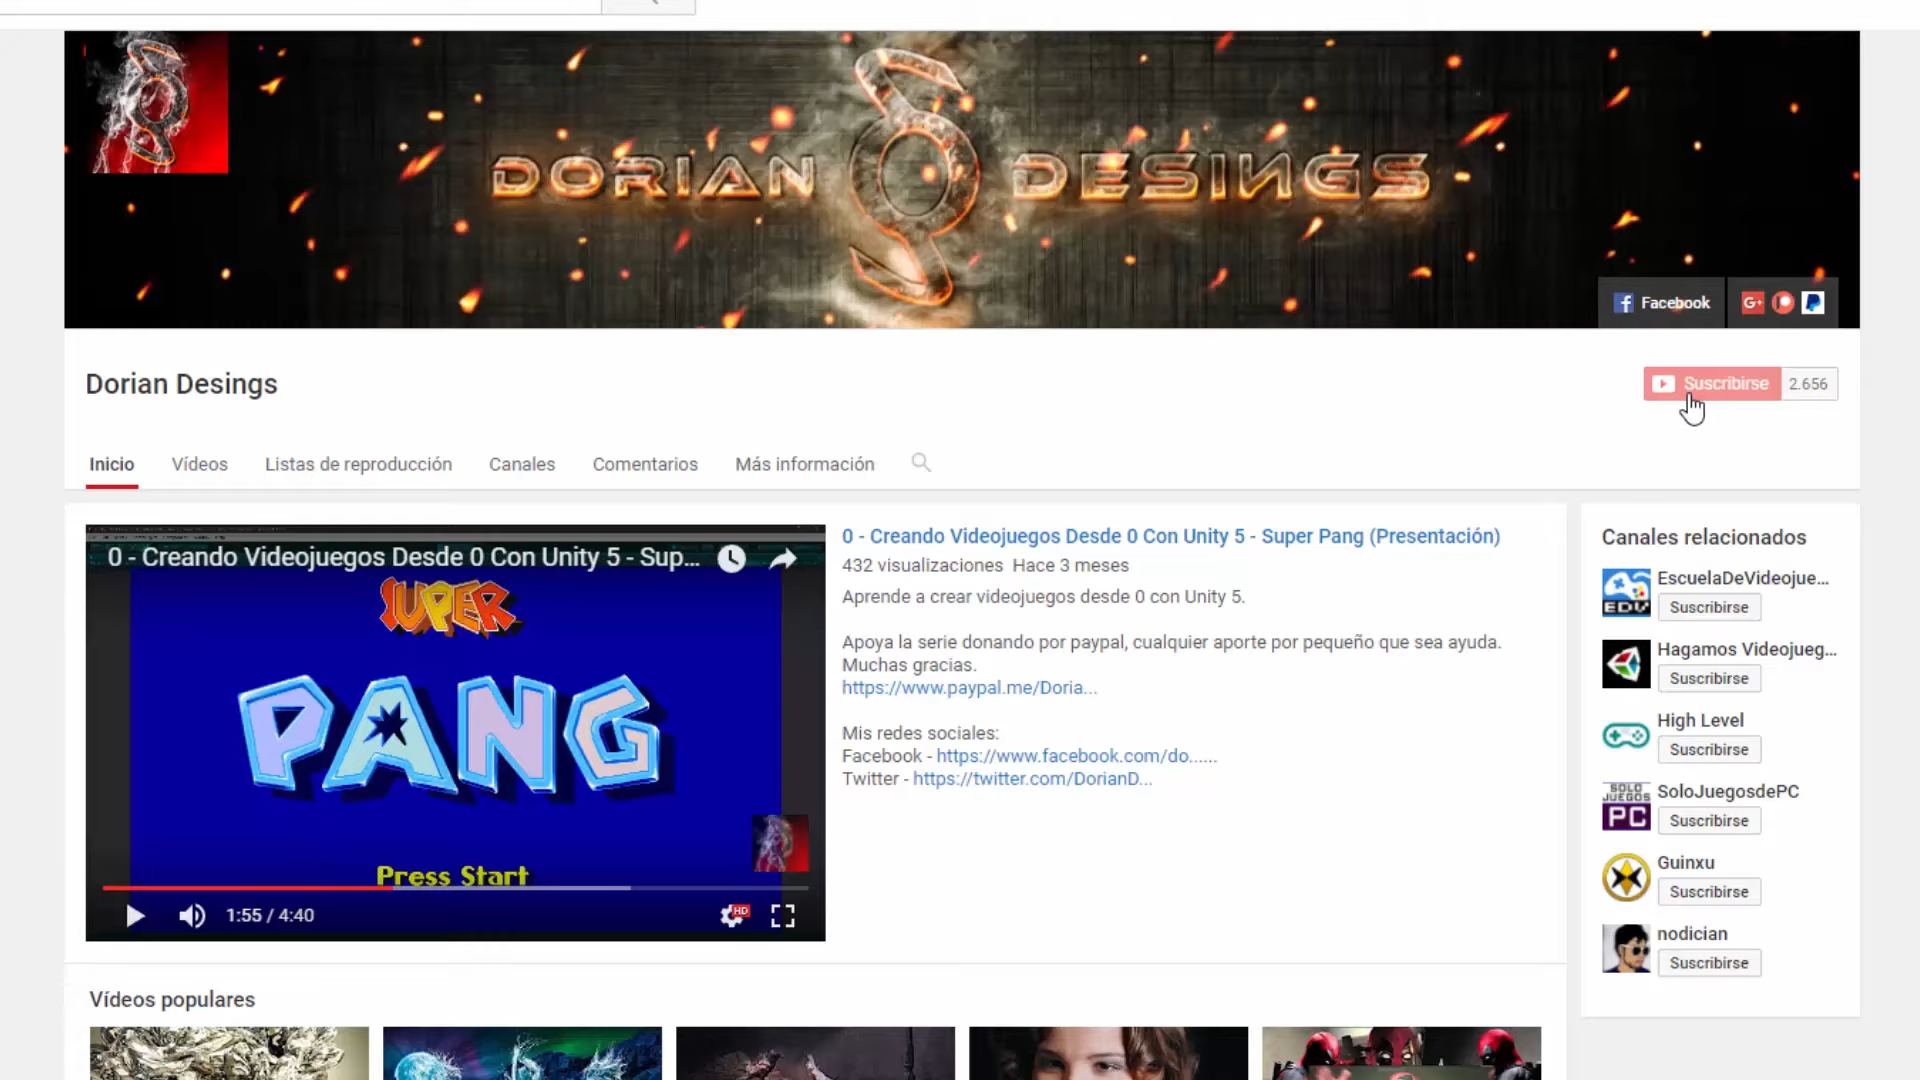 DORIAN DESINGS
Facebook
G+
Dorian Desings
Suscribirse 2.656
Inicio Vídeos Listas de reproducción Canales Comentarios Más información
0 - Creando Videojuegos Desde 0 Con Unity 5 - Sup...
SUPER
PANG
Press Start
1:55 / 4:40
HD
0 - Creando Videojuegos Desde 0 Con Unity 5 - Super Pang (Presentación)
432 visualizaciones Hace 3 meses
Aprende a crear videojuegos desde 0 con Unity 5.
Apoya la serie donando por paypal, cualquier aporte por pequeño que sea ayuda.
Muchas gracias.
https://www.paypal.me/Doria...
Mis redes sociales:
Facebook - https://www.facebook.com/do......
Twitter - https://twitter.com/DorianD...
Canales relacionados
EDV
EscuelaDeVideojue...
Suscribirse
Hagamos Videojueg...
Suscribirse
High Level
Suscribirse
SOLO
JUEGOS
PC
SoloJuegosdePC
Suscribirse
Guinxu
Suscribirse
nodician
Suscribirse
Vídeos populares